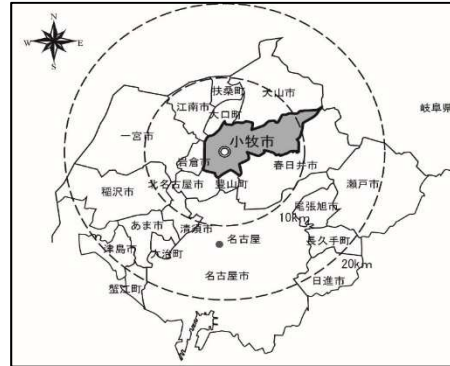 N
W E
S
扶桑町
犬山市
江南市
大口町
岐阜県
一宮市
小牧市
岩倉市
春日井市
瀬戸市
稲沢市
北名古屋市
豊山町
尾張旭市
10km
あま市
清須市
名古屋
長久手町
津島市
大治町
20km
名古屋市
日進市
蟹江町